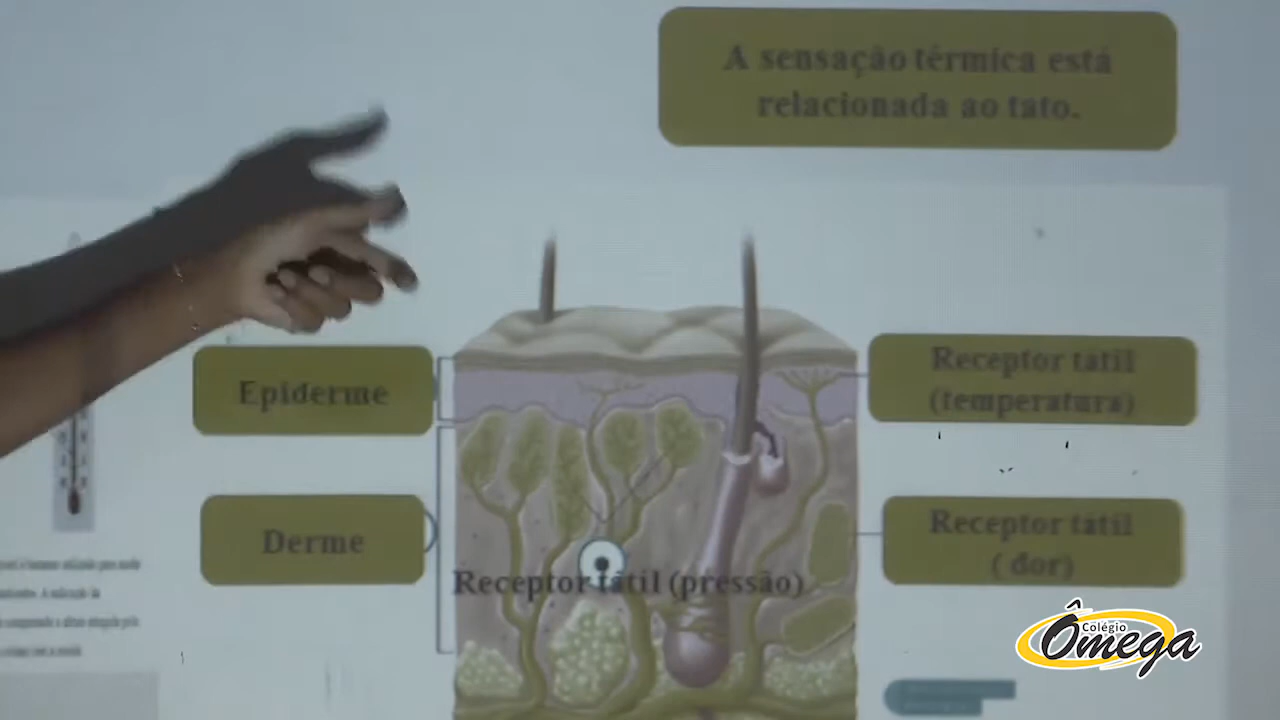 A sensação térmica está
relacionada ao tato.
Epiderme
Receptor tátil
(temperatura)
Derme
Receptor tátil
( dor)
Receptor tátil (pressão)
Colégio
Ômega